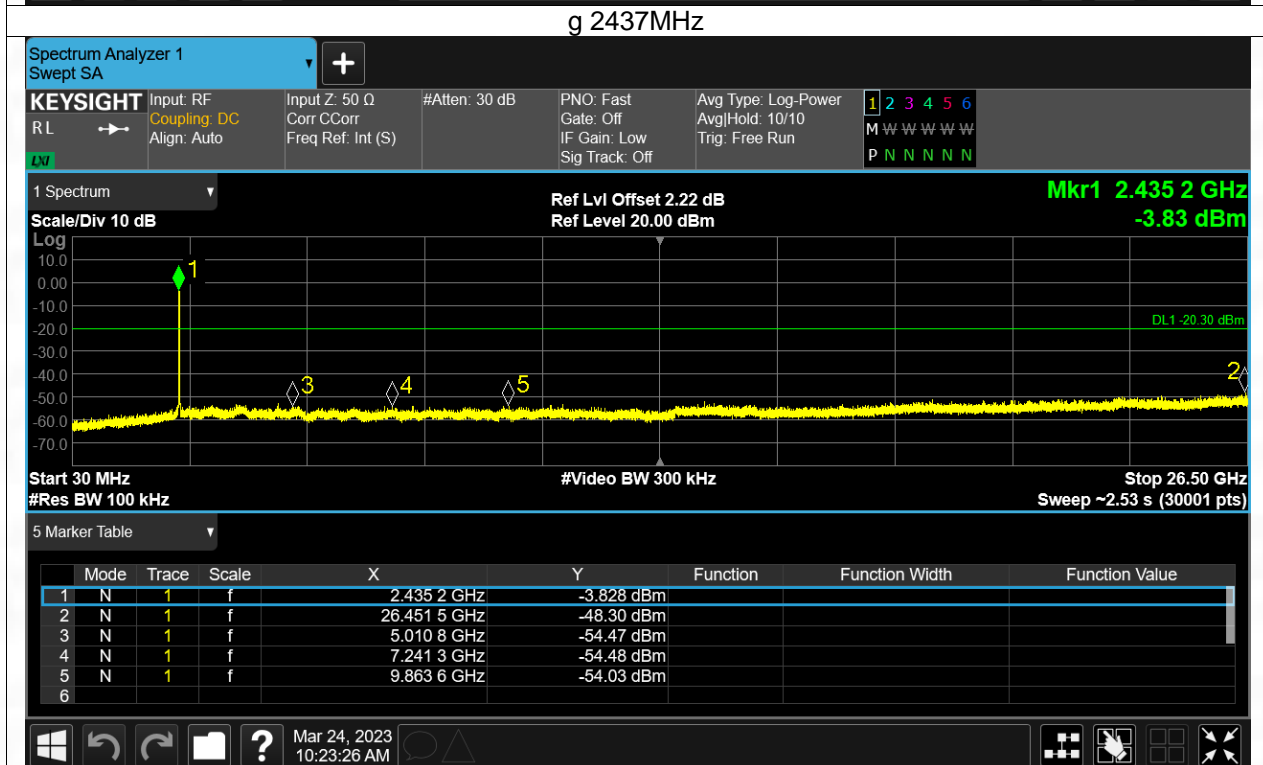 g 2437MHz
Spectrum Analyzer 1
Swept SA
KEYSIGHT
RL
LXI
Input: RF
Coupling: DC
Align: Auto
Input Z: 50 Ω
Corr CCorr
Freq Ref: Int (S)
#Atten: 30 dB
PNO: Fast
Gate: Off
IF Gain: Low
Sig Track: Off
Avg Type: Log-Power
Avg|Hold: 10/10
Trig: Free Run
1 2 3 4 5 6
M W W W W W
P N N N N N
1 Spectrum
Scale/Div 10 dB
Ref Lvl Offset 2.22 dB
Ref Level 20.00 dBm
Mkr1 2.435 2 GHz
-3.83 dBm
Log
10.0
0.00
-10.0
-20.0
-30.0
-40.0
-50.0
-60.0
-70.0
1
DL1 -20.30 dBm
3
4
5
2
Start 30 MHz
#Res BW 100 kHz
#Video BW 300 kHz
Stop 26.50 GHz
Sweep ~2.53 s (30001 pts)
5 Marker Table
Mode Trace Scale X Y Function Function Width Function Value
1 N 1 f 2.435 2 GHz -3.828 dBm
2 N 1 f 26.451 5 GHz -48.30 dBm
3 N 1 f 5.010 8 GHz -54.47 dBm
4 N 1 f 7.241 3 GHz -54.48 dBm
5 N 1 f 9.863 6 GHz -54.03 dBm
6
?
Mar 24, 2023
10:23:26 AM